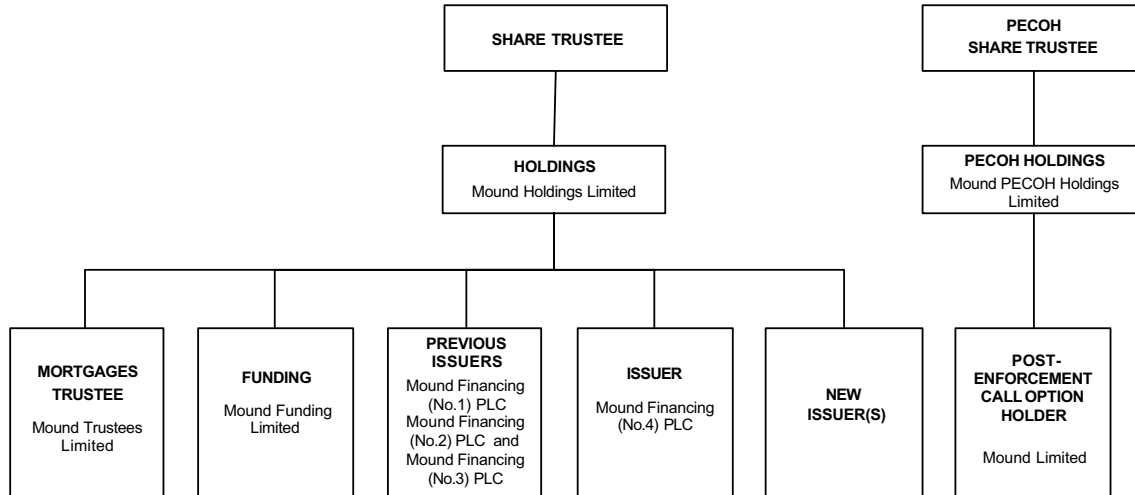 SHARE TRUSTEE
PECOH
SHARE TRUSTEE
HOLDINGS
Mound Holdings Limited
PECOH HOLDINGS
Mound PECOH Holdings
Limited
MORTGAGES
TRUSTEE
Mound Trustees
Limited
FUNDING
Mound Funding
Limited
PREVIOUS
ISSUERS
Mound Financing
(No.1) PLC
Mound Financing
(No.2) PLC and
Mound Financing
(No.3) PLC
ISSUER
Mound Financing
(No.4) PLC
NEW
ISSUER(S)
POST-
ENFORCEMENT
CALL OPTION
HOLDER
Mound Limited